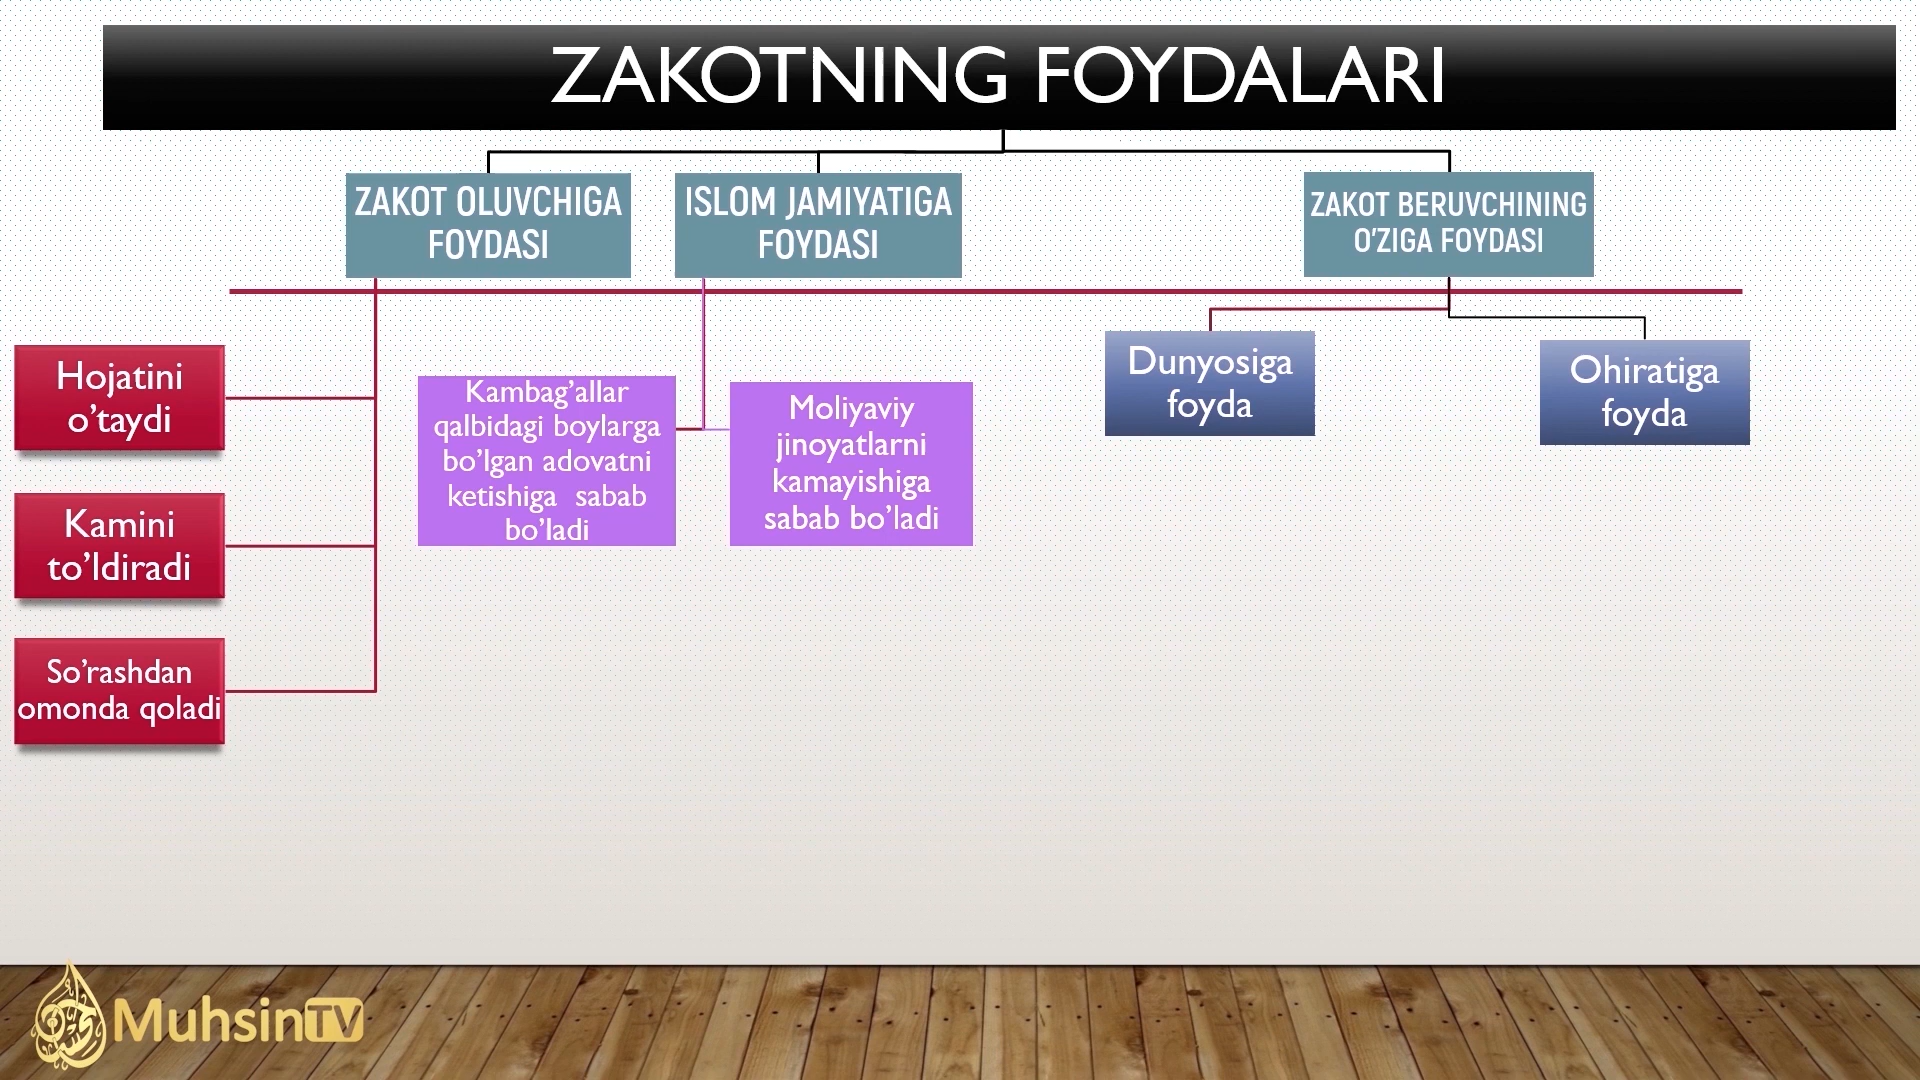 ZAKOTNING FOYDALARI
ZAKOT OLUVCHIGA
FOYDASI
ISLOM JAMIYATIGA
FOYDASI
ZAKOT BERUVCHINING
O’ZIGA FOYDASI
Hojatini
o’taydi
Kamini
to’ldiradi
So’rashdan
omonda qoladi
Kambag’allar
qalbidagi boylarga
bo’lgan adovatni
ketishiga sabab
bo’ladi
Moliyaviy
jinoyatlarni
kamayishiga
sabab bo’ladi
Dunyosiga
foyda
Ohiratiga
foyda
MuhsinTV